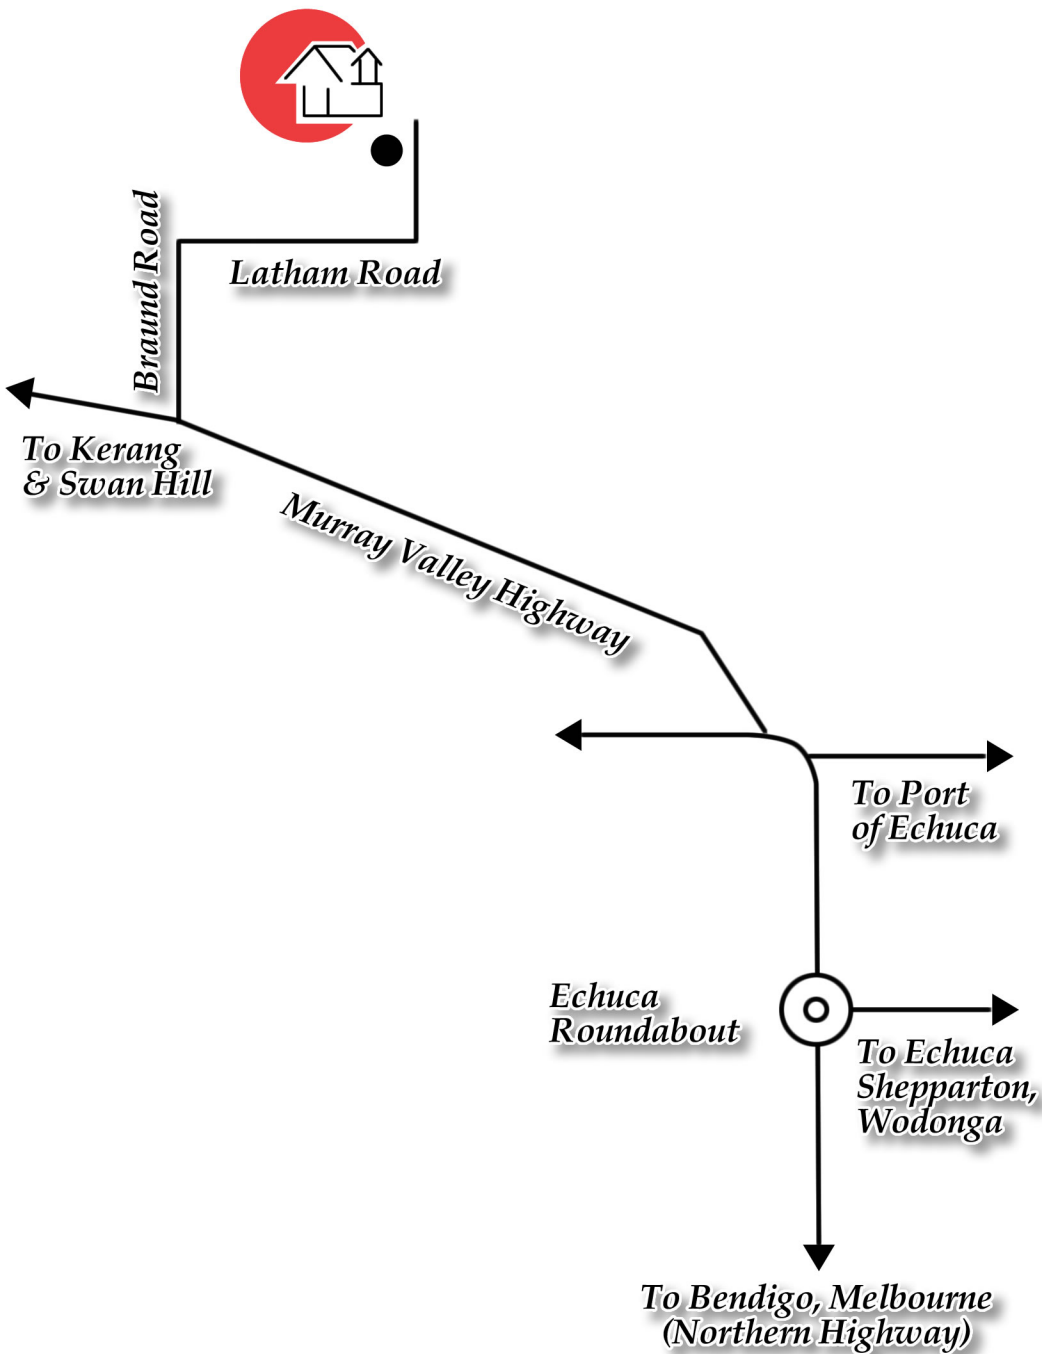 Braund Road
Latham Road
To Kerang
& Swan Hill
Murray Valley Highway
To Port
of Echuca
Echuca
Roundabout
To Echuca
Shepparton,
Wodonga
To Bendigo, Melbourne
(Northern Highway)